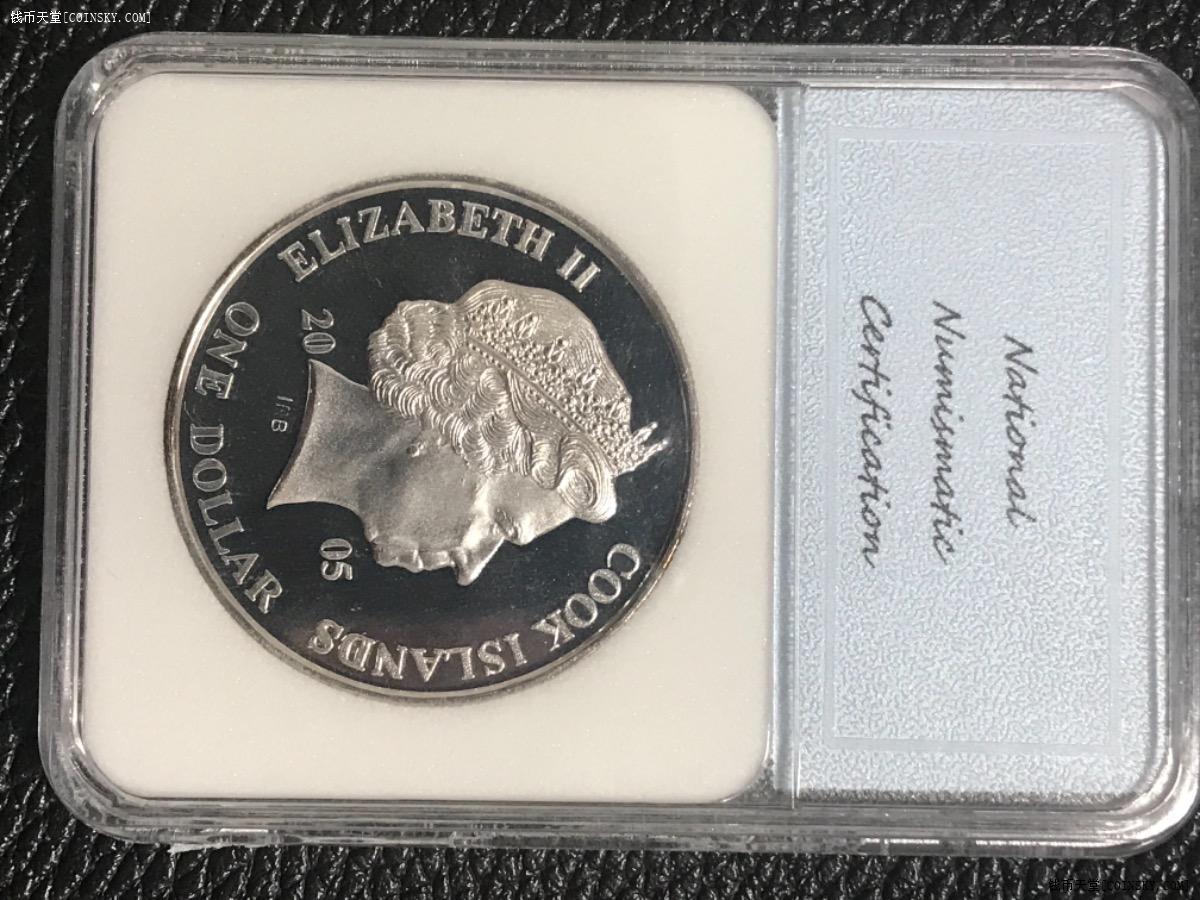 钱币天堂[COINSKY.COM]
ELIZABETH II
COOK ISLANDS
ONE DOLLAR
20 05
IRB
National
Numismatic
Certification
钱币天堂[COINSKY.COM]